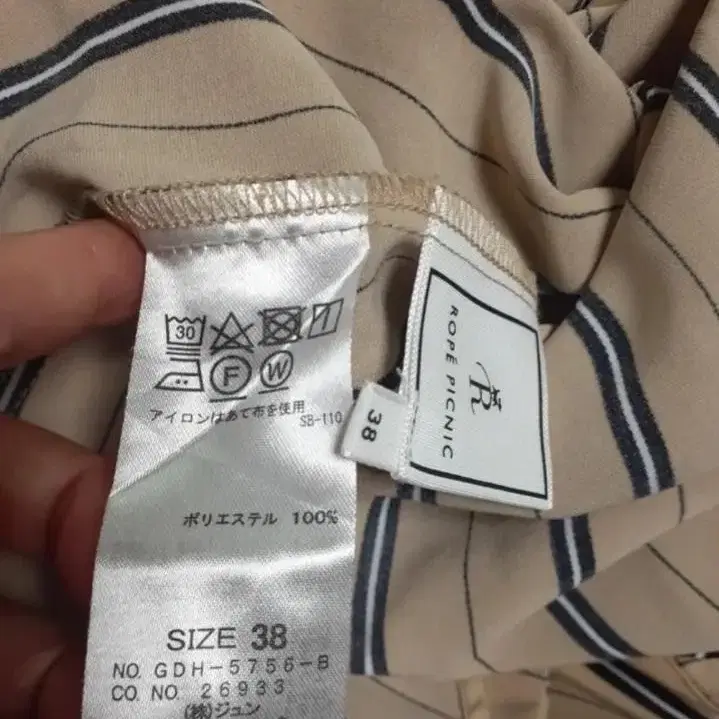 30
F W
アイロンはあて布を使用
SB-110
ポリエステル 100%
SIZE 38
NO. GDH-5756-B
CO. NO. 26933
(株)ジュン
38
R
ROPÉ PICNIC